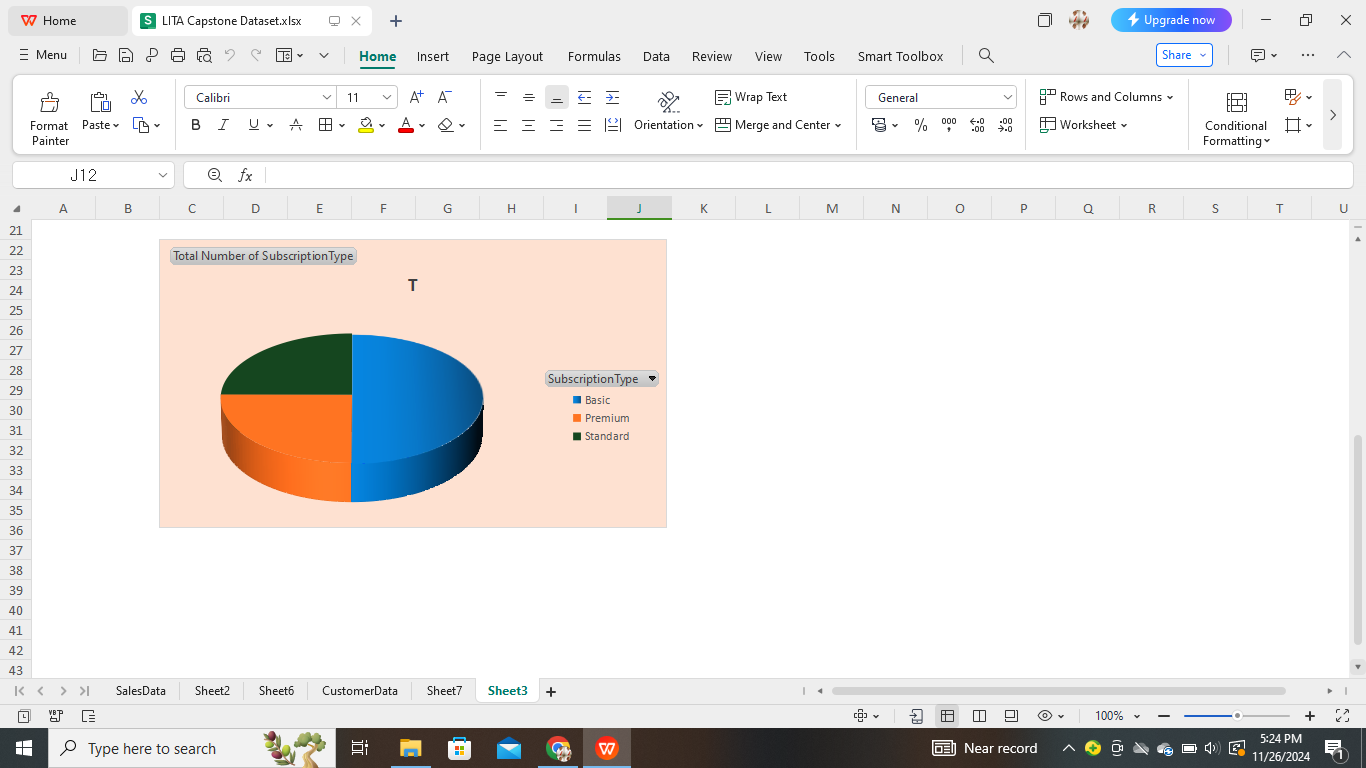 Home
LITA Capstone Dataset.xlsx
Upgrade now
Menu
Home Insert Page Layout Formulas Data Review View Tools Smart Toolbox
Share
Format Painter
Paste
Calibri 11
A+ A-
B I U A A
Orientation
Wrap Text
Merge and Center
General
% 000 .00
Rows and Columns
Worksheet
Conditional Formatting
J12
fx
A B C D E F G H I J K L M N O P Q R S T U
21
22
23
24
25
26
27
28
29
30
31
32
33
34
35
36
37
38
39
40
41
42
43
Total Number of SubscriptionType
T
SubscriptionType
Basic
Premium
Standard
SalesData Sheet2 Sheet6 CustomerData Sheet7 Sheet3
100%
Type here to search
Near record
5:24 PM
11/26/2024
1